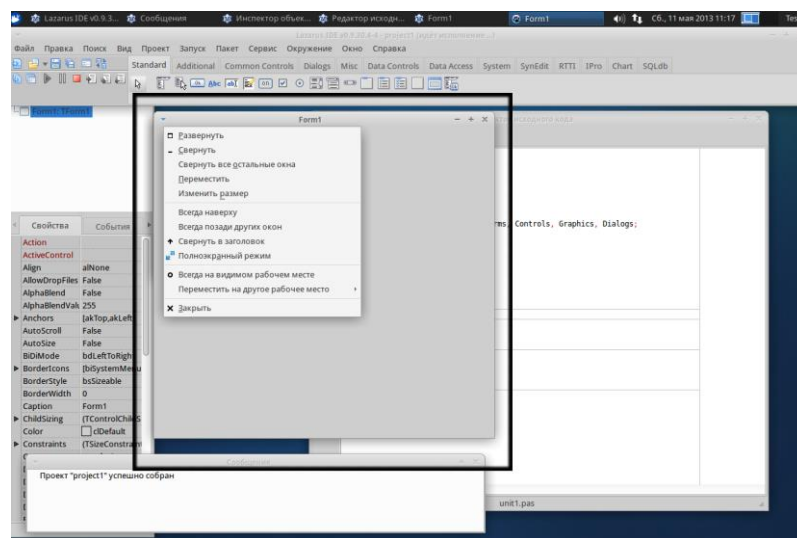 Lazarus IDE v0.9.3... Сообщения Инспектор объек... Редактор исходн... Form1 Form1 Сб., 11 мая 2013 11:17 Tes
Файл Правка Поиск Вид Проект Запуск Пакет Сервис Окружение Окно Справка
Standard Additional Common Controls Dialogs Misc Data Controls Data Access System SynEdit RTTI IPro Chart SQLdb
Form1: TForm1
Form1
Развернуть
Свернуть
Свернуть все остальные окна
Переместить
Изменить размер
Всегда наверху
Всегда позади других окон
Свернуть в заголовок
Полноэкранный режим
Всегда на видимом рабочем месте
Переместить на другое рабочее место
Закрыть
Controls, Graphics, Dialogs;
Свойства События
Action
ActiveControl
Align alNone
AllowDropFiles False
AlphaBlend False
AlphaBlendValu 255
Anchors [akTop,akLeft
AutoScroll False
AutoSize False
BiDiMode bdLeftToRigh
BorderIcons [biSystemMenu
BorderStyle bsSizeable
BorderWidth 0
Caption Form1
ChildSizing (TControlChildS
Color clDefault
Constraints (TSizeConstraint
Сообщения
Проект "project1" успешно собран
unit1.pas